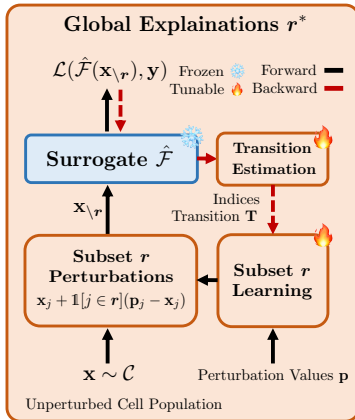 Global Explainations r*
ℒ(ℱ̂(x\r), y)
Frozen
Forward
Tunable
Backward
Surrogate ℱ̂
Transition
Estimation
x\r
Indices
Transition T
Subset r
Perturbations
xⱼ + 𝟙[j ∈ r](pⱼ − xⱼ)
Subset r
Learning
x ∼ 𝒞
Perturbation Values p
Unperturbed Cell Population